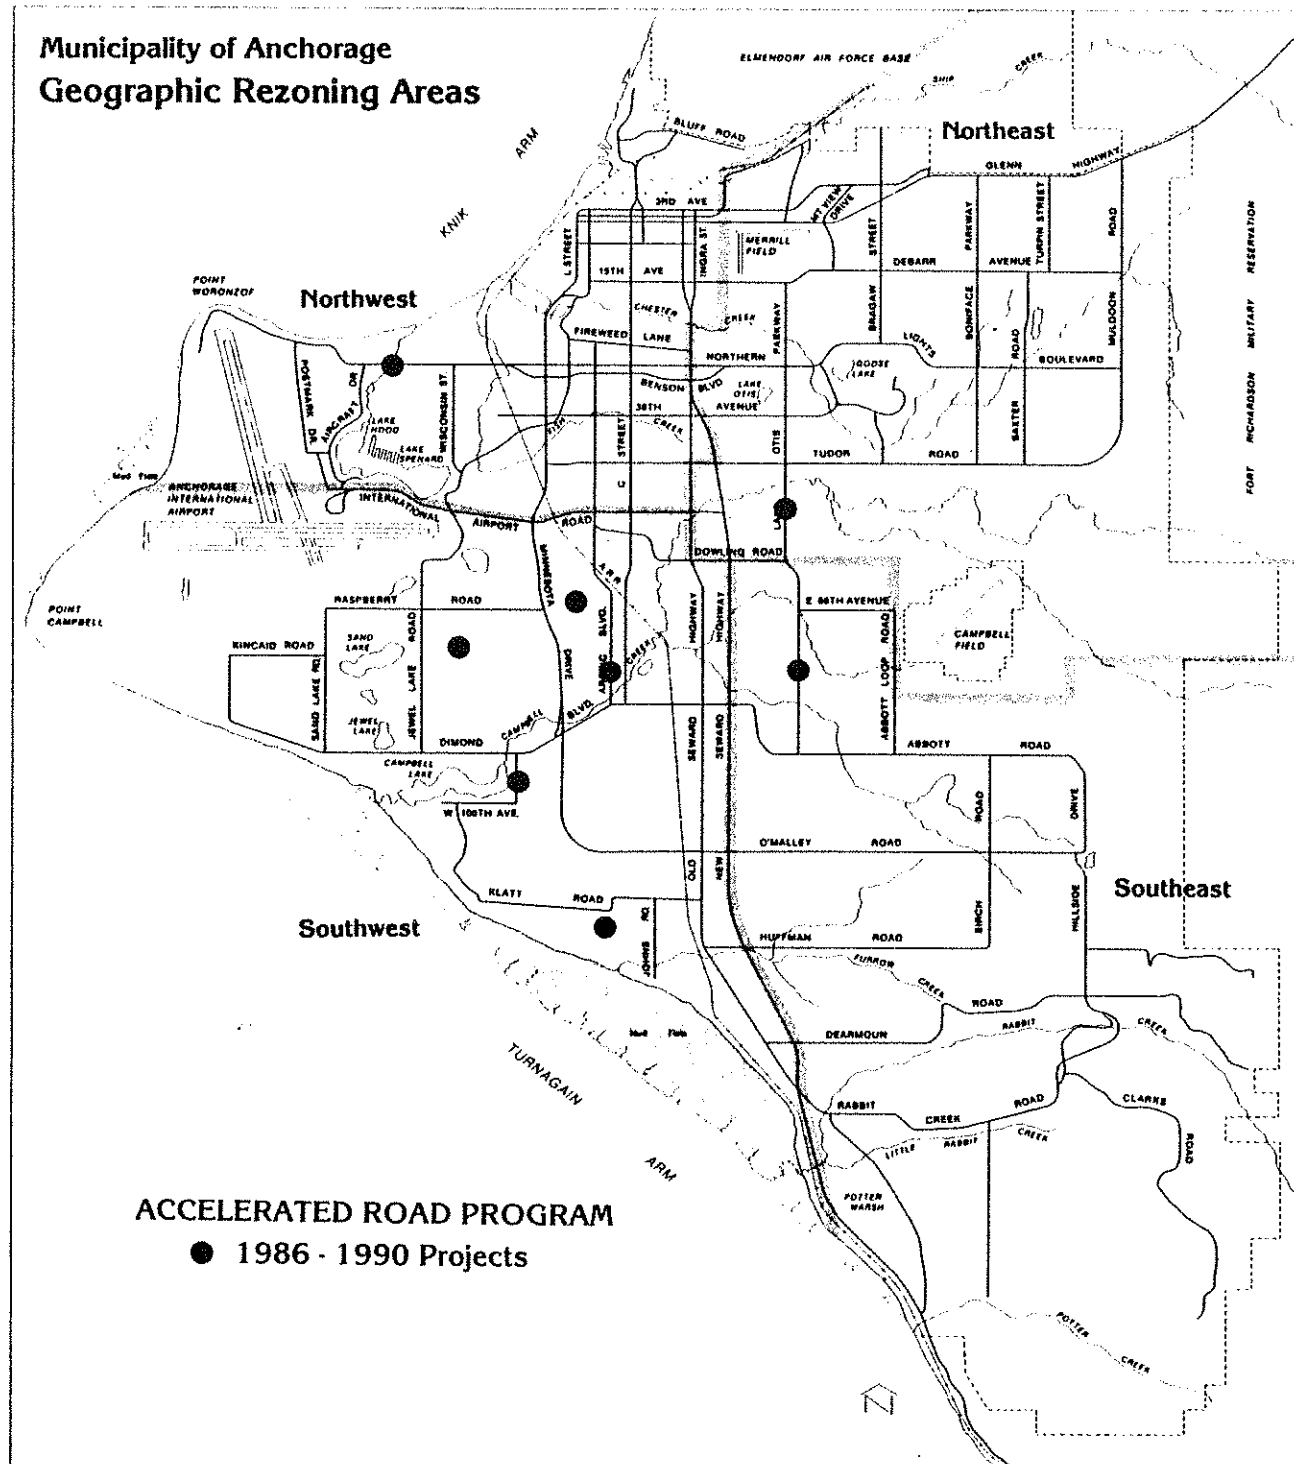 Municipality of Anchorage
Geographic Rezoning Areas
ELMENDORF AIR FORCE BASE
SHIP CREEK
KNIK ARM
BLUFF ROAD
Northeast
GLENN HIGHWAY
3RD AVE
MT VIEW DRIVE
L STREET
INGRA ST.
MERRILL FIELD
BRAGAW STREET
BONIFACE PARKWAY
TURPIN STREET
MULDOON ROAD
FORT RICHARDSON MILITARY RESERVATION
15TH AVE
DEBARR AVENUE
POINT WORONZOF
Northwest
CHESTER CREEK
FIREWEED LANE
NORTHERN LIGHTS BOULEVARD
BENSON BLVD
LAKE OTIS
GOOSE LAKE
BAXTER ROAD
36TH AVENUE
FISH CREEK
POSTMARK DR.
AIRCRAFT DR
LAKE HOOD
LAKE SPENARD
WISCONSIN ST.
C STREET
LAKE OTIS PARKWAY
TUDOR ROAD
Mud Flats
ANCHORAGE INTERNATIONAL AIRPORT
INTERNATIONAL AIRPORT ROAD
DOWLING ROAD
MINNESOTA DRIVE
A.R.R.
POINT CAMPBELL
RASPBERRY ROAD
E 68TH AVENUE
KINCAID ROAD
SAND LAKE
SAND LAKE RD.
JEWEL LAKE ROAD
JEWEL LAKE
ARCTIC BLVD.
CAMPBELL CREEK
OLD SEWARD HIGHWAY
NEW SEWARD HIGHWAY
ABBOTT LOOP ROAD
CAMPBELL FIELD
DIMOND BLVD.
ABBOTT ROAD
CAMPBELL LAKE
W. 100TH AVE.
BIRCH ROAD
HILLSIDE DRIVE
O'MALLEY ROAD
KLATT ROAD
Southeast
Southwest
JOHNS RD.
HUFFMAN ROAD
FURROW CREEK
Mud Flats
DEARMOUN ROAD
RABBIT CREEK
TURNAGAIN ARM
RABBIT CREEK ROAD
CLARKS ROAD
LITTLE RABBIT CREEK
POTTER MARSH
ACCELERATED ROAD PROGRAM
1986 - 1990 Projects
POTTER CREEK
N